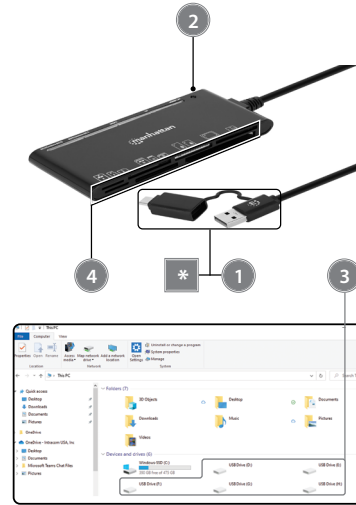 2
manhattan
4
*
1
3
This PC
File Computer View
Properties Open Rename Access media Map network drive Add a network location Open Settings Uninstall or change a program
System properties
Manage
Location Network System
This PC
Quick access
Desktop
Downloads
Documents
Pictures
OneDrive
OneDrive - Intracom USA, Inc
Desktop
Documents
Microsoft Teams Chat Files
Pictures
Folders (7)
3D Objects Desktop Documents
Downloads Music Pictures
Videos
Devices and drives (6)
Windows SSD (C:) USB Drive (D:) USB Drive (E:)
USB Drive (F:) USB Drive (G:) USB Drive (H:)